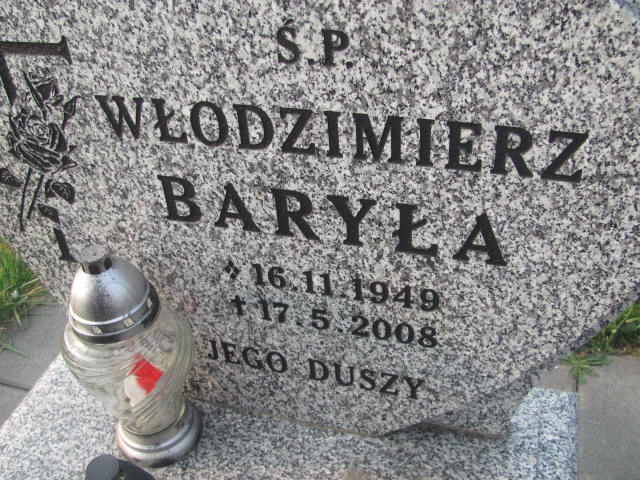 Ś.P.
WŁODZIMIERZ
BARYŁA
16.11.1949
✝ 17.5.2008
JEGO DUSZY